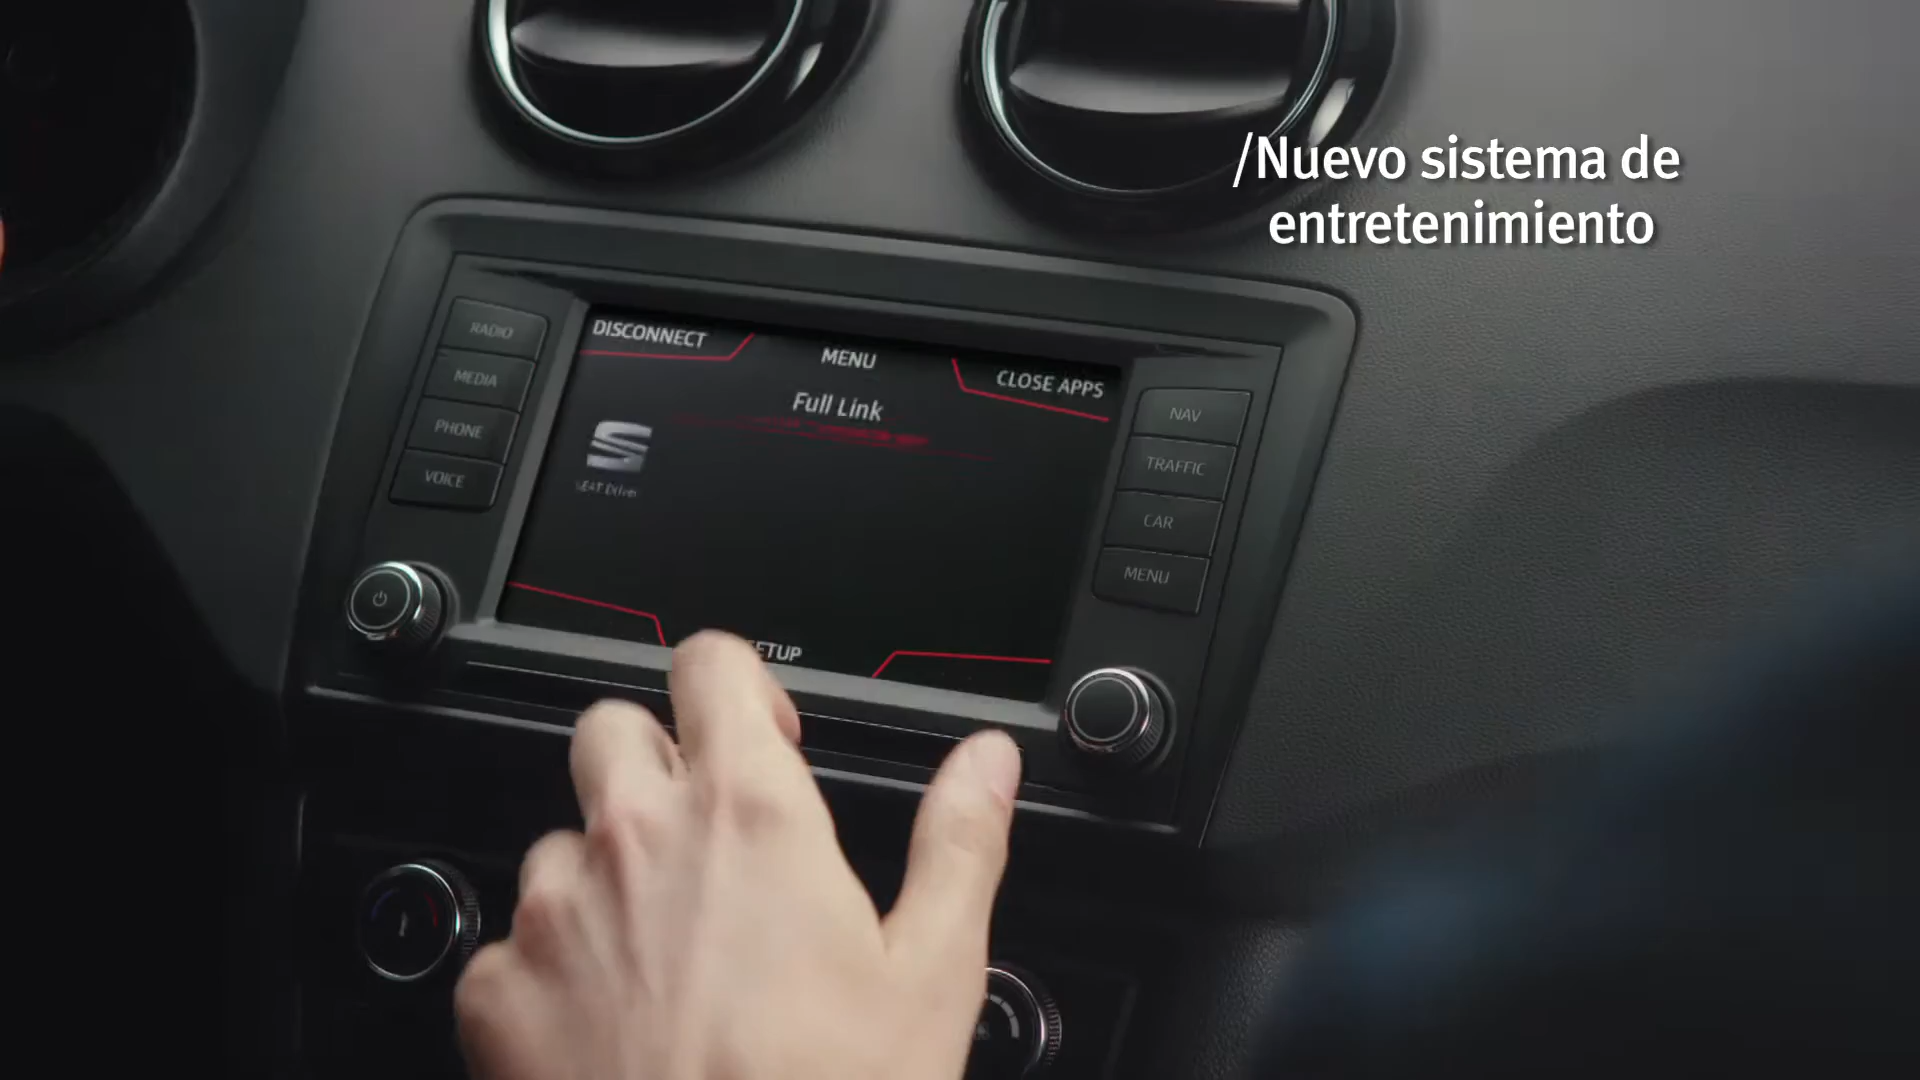 /Nuevo sistema de
entretenimiento
DISCONNECT
MENU
CLOSE APPS
Full Link
SEAT Drive
RADIO
MEDIA
PHONE
VOICE
NAV
TRAFFIC
CAR
MENU